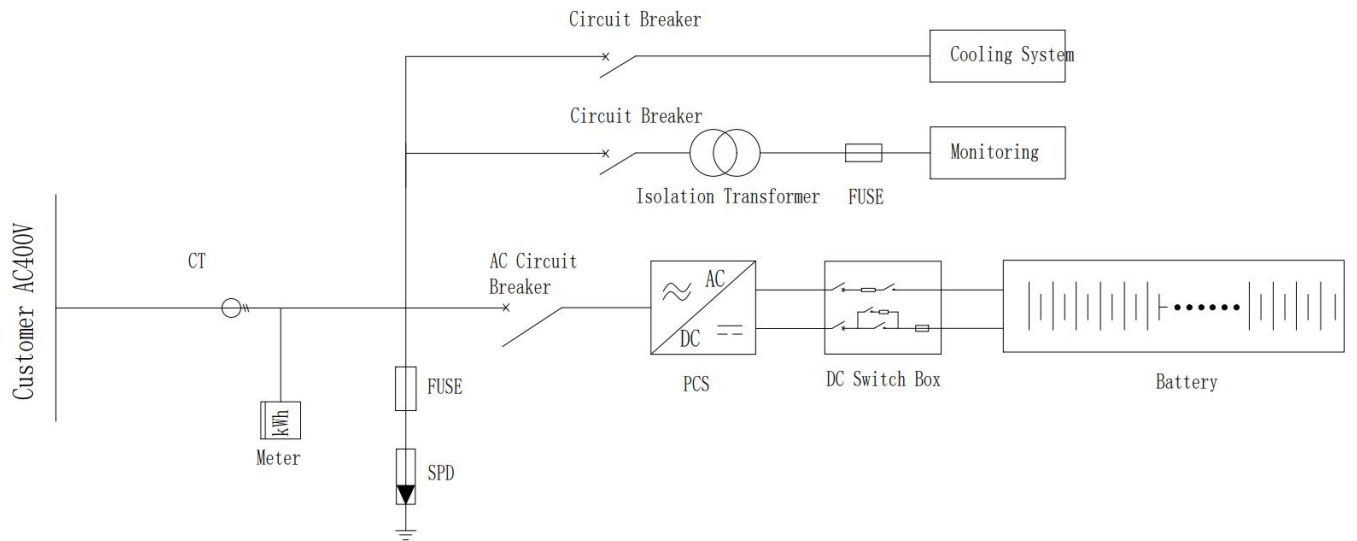 Circuit Breaker
Cooling System
Circuit Breaker
Monitoring
Isolation Transformer
FUSE
Customer AC400V
CT
AC Circuit
Breaker
AC
DC
PCS
DC Switch Box
Battery
FUSE
kWh
Meter
SPD